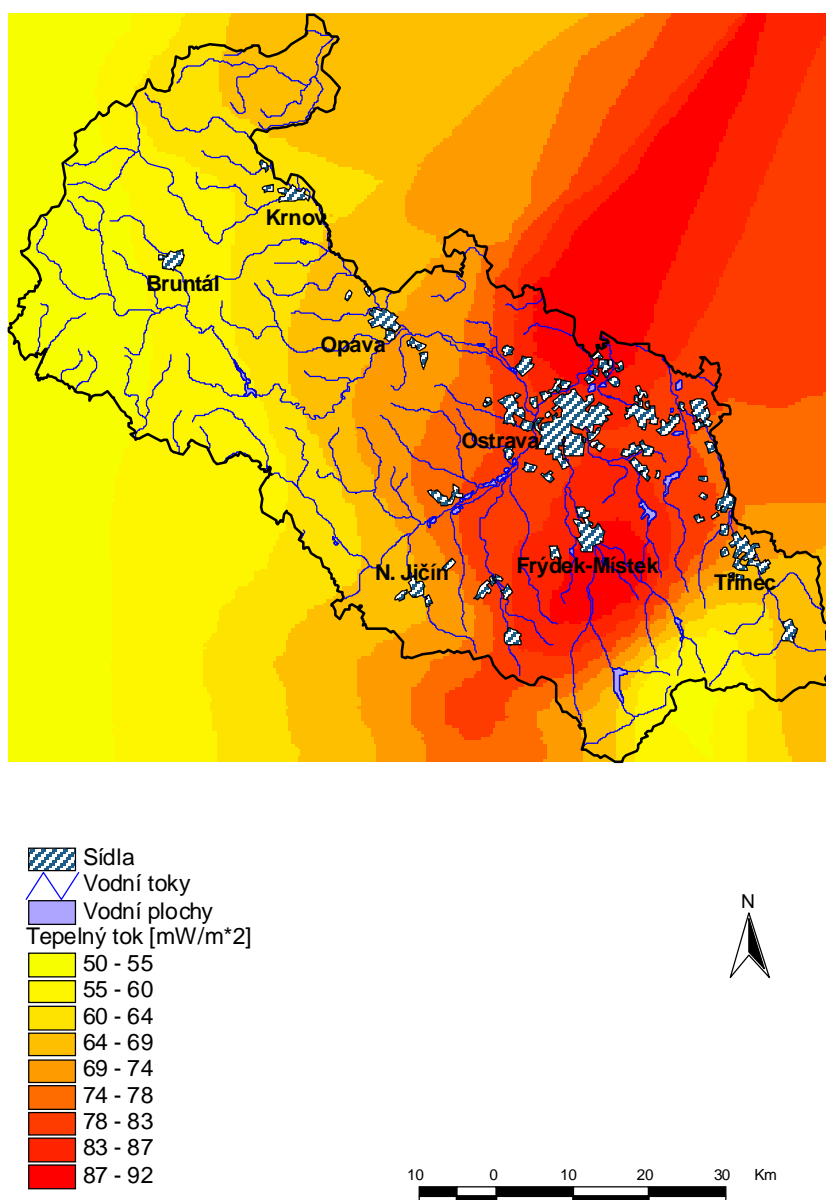 Krnov
Bruntál
Opava
Ostrava
Frýdek-Místek
N. Jičín
Třinec
Sídla
Vodní toky
Vodní plochy
Tepelný tok [mW/m*2]
50 - 55
55 - 60
60 - 64
64 - 69
69 - 74
74 - 78
78 - 83
83 - 87
87 - 92
N
10 0 10 20 30 Km